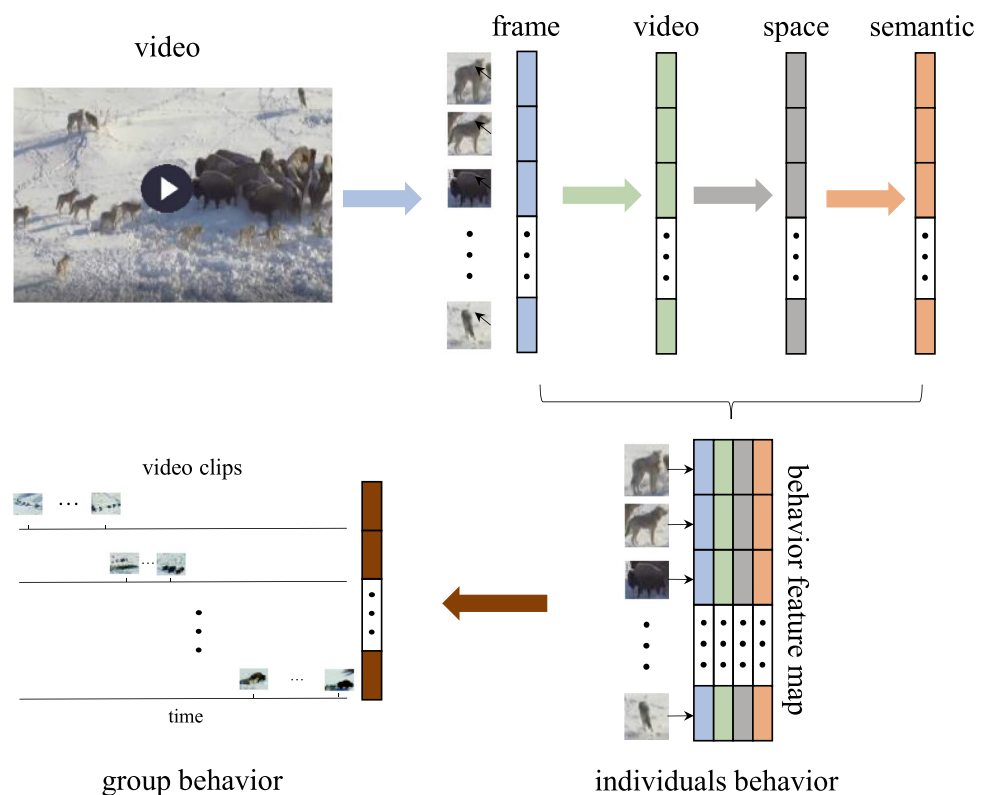 video
frame
video
space
semantic
behavior feature map
individuals behavior
video clips
time
group behavior